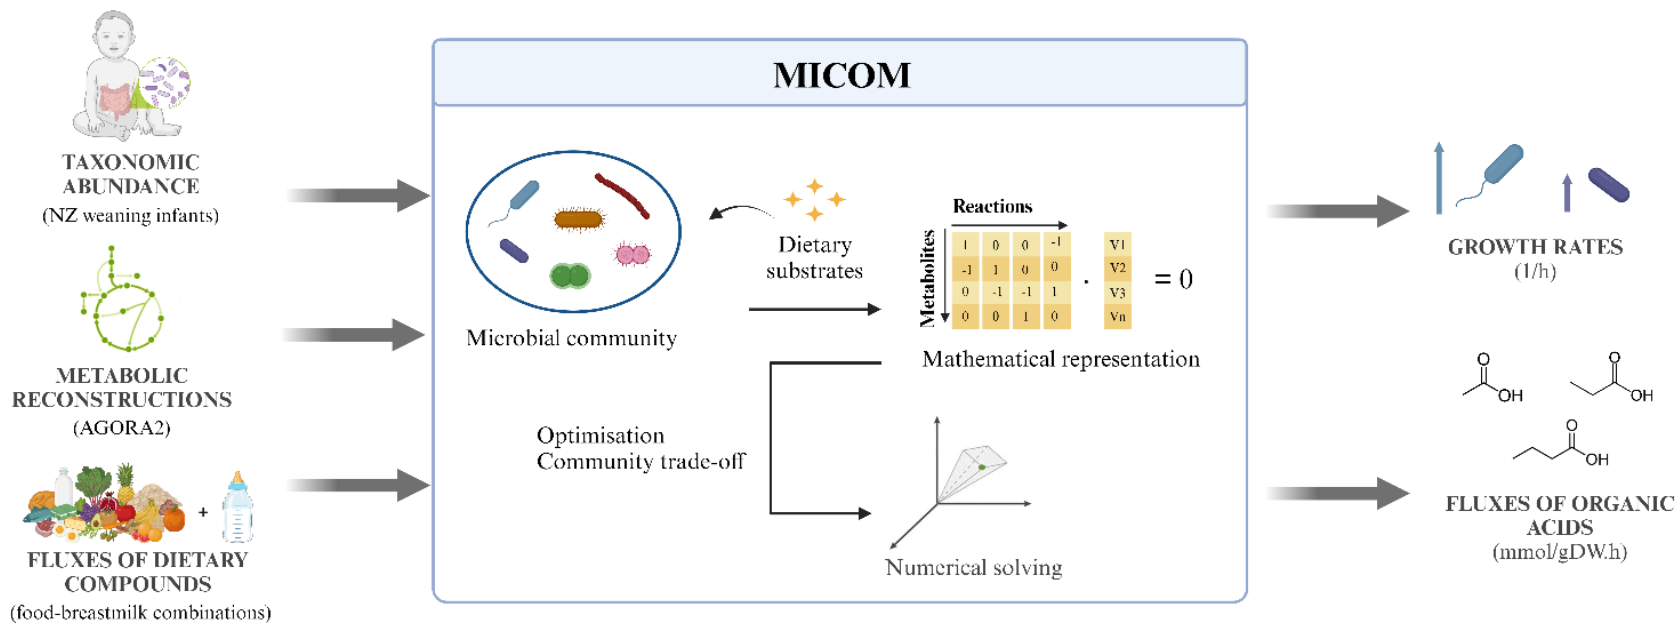 MICOM
TAXONOMIC
ABUNDANCE
(NZ weaning infants)
METABOLIC
RECONSTRUCTIONS
(AGORA2)
+
FLUXES OF DIETARY
COMPOUNDS
(food-breastmilk combinations)
Microbial community
Dietary
substrates
Reactions
Metabolites
1 0 0 -1
-1 1 0 0
0 -1 -1 1
0 0 1 0
.
V1
V2
V3
Vn
= 0
Mathematical representation
Optimisation
Community trade-off
Numerical solving
GROWTH RATES
(1/h)
O
OH
O
OH
O
OH
FLUXES OF ORGANIC
ACIDS
(mmol/gDW.h)